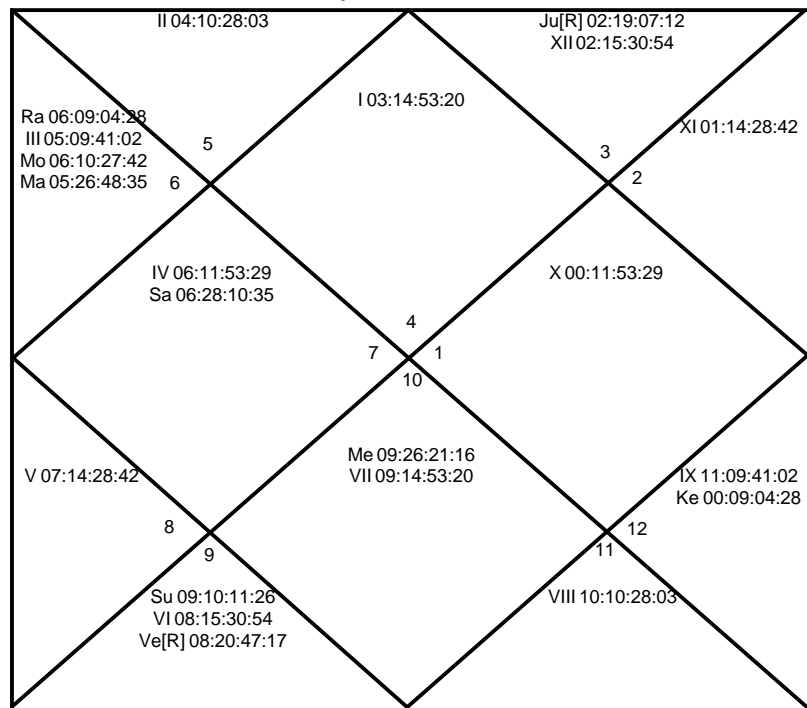 II 04:10:28:03
Ju[R] 02:19:07:12
XII 02:15:30:54
I 03:14:53:20
Ra 06:09:04:28
III 05:09:41:02
Mo 06:10:27:42
Ma 05:26:48:35
XI 01:14:28:42
5
3
6
2
IV 06:11:53:29
Sa 06:28:10:35
X 00:11:53:29
4
7
1
10
Me 09:26:21:16
VII 09:14:53:20
V 07:14:28:42
IX 11:09:41:02
Ke 00:09:04:28
8
12
9
11
Su 09:10:11:26
VI 08:15:30:54
Ve[R] 08:20:47:17
VIII 10:10:28:03